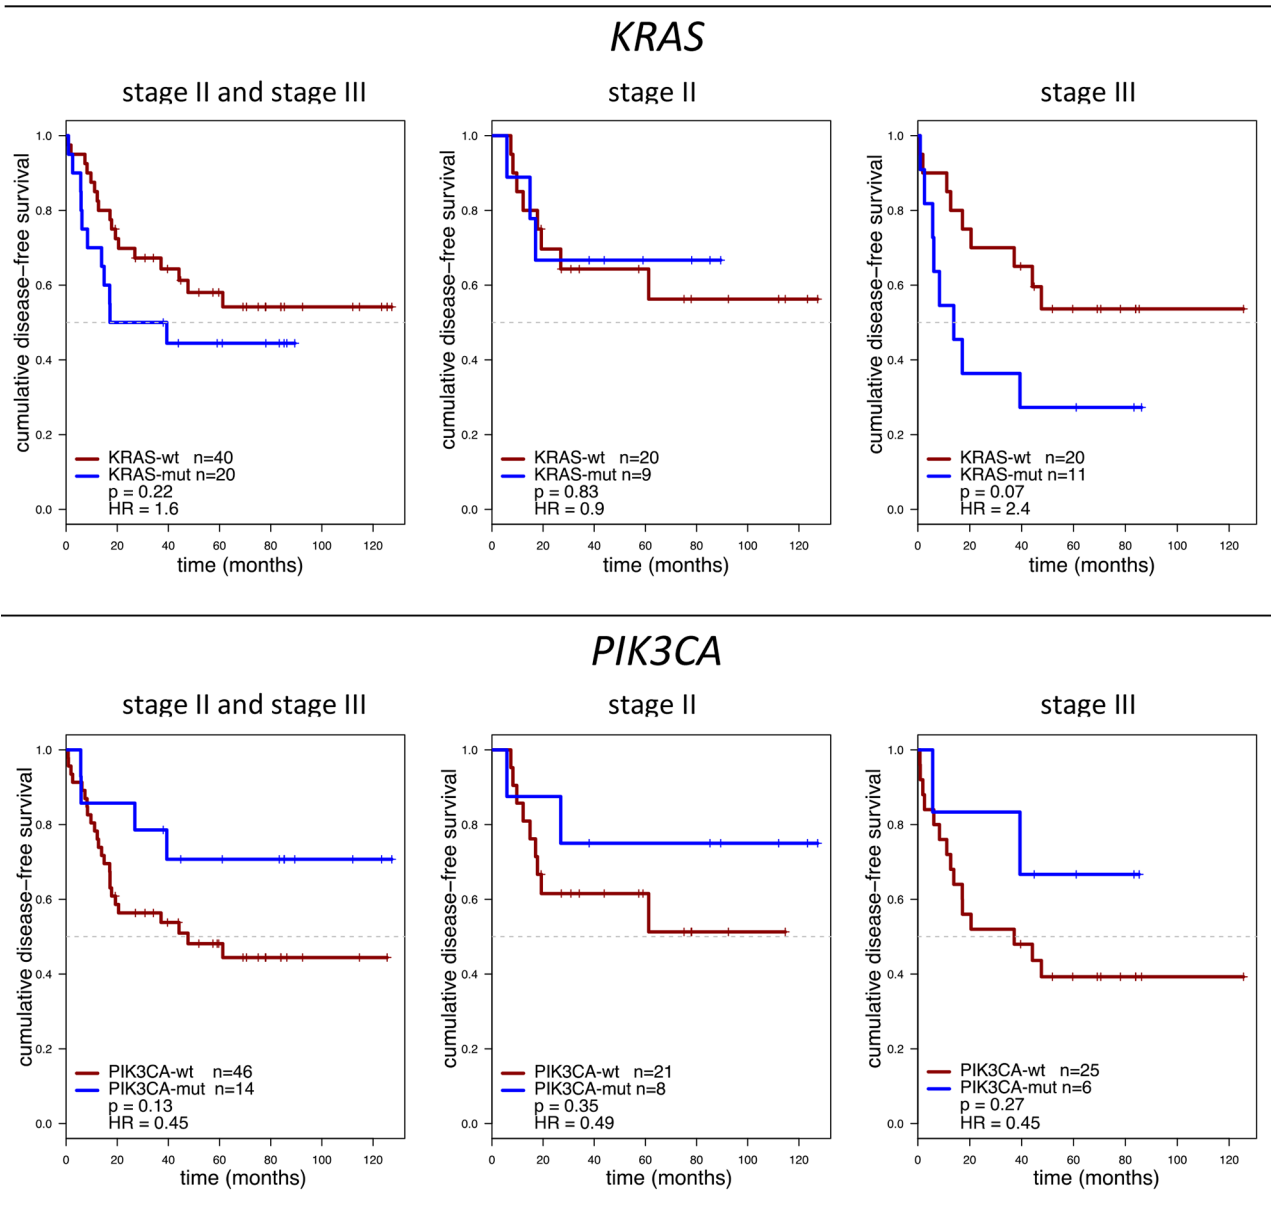 KRAS
stage II and stage III
cumulative disease–free survival
1.0
0.8
0.6
0.4
0.2
0.0
KRAS-wt n=40
KRAS-mut n=20
p = 0.22
HR = 1.6
0 20 40 60 80 100 120
time (months)
stage II
cumulative disease–free survival
1.0
0.8
0.6
0.4
0.2
0.0
KRAS-wt n=20
KRAS-mut n=9
p = 0.83
HR = 0.9
0 20 40 60 80 100 120
time (months)
stage III
cumulative disease–free survival
1.0
0.8
0.6
0.4
0.2
0.0
KRAS-wt n=20
KRAS-mut n=11
p = 0.07
HR = 2.4
0 20 40 60 80 100 120
time (months)
PIK3CA
stage II and stage III
cumulative disease–free survival
1.0
0.8
0.6
0.4
0.2
0.0
PIK3CA-wt n=46
PIK3CA-mut n=14
p = 0.13
HR = 0.45
0 20 40 60 80 100 120
time (months)
stage II
cumulative disease–free survival
1.0
0.8
0.6
0.4
0.2
0.0
PIK3CA-wt n=21
PIK3CA-mut n=8
p = 0.35
HR = 0.49
0 20 40 60 80 100 120
time (months)
stage III
cumulative disease–free survival
1.0
0.8
0.6
0.4
0.2
0.0
PIK3CA-wt n=25
PIK3CA-mut n=6
p = 0.27
HR = 0.45
0 20 40 60 80 100 120
time (months)